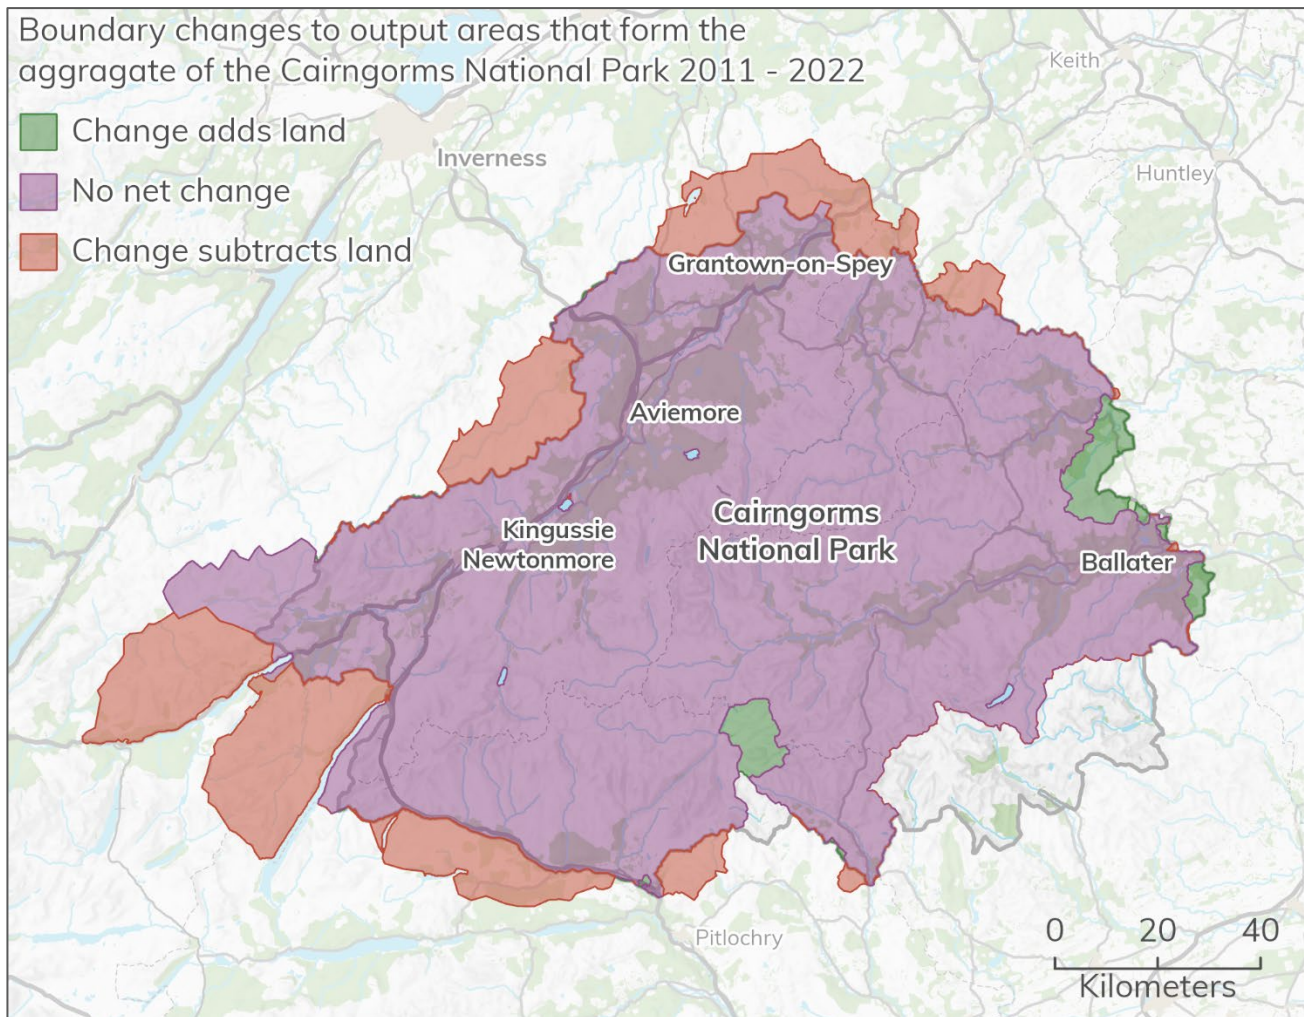 Boundary changes to output areas that form the
aggragate of the Cairngorms National Park 2011 - 2022
Change adds land
No net change
Change subtracts land
Keith
Inverness
Huntley
Grantown-on-Spey
Aviemore
Cairngorms
National Park
Kingussie
Newtonmore
Ballater
Pitlochry
0 20 40
Kilometers